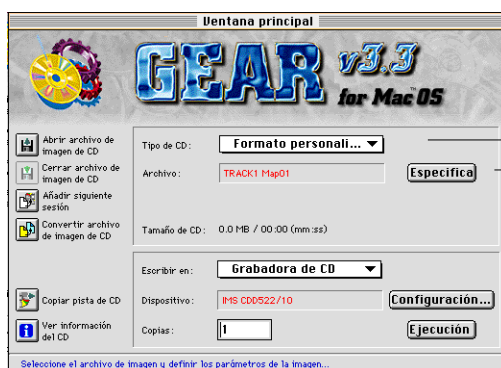 Ventana principal
GEAR v3.3
for Mac™OS
Abrir archivo de
imagen de CD
Cerrar archivo de
imagen de CD
Añadir siguiente
sesión
Convertir archivo
de imagen de CD
Tipo de CD:
Formato personali...
Archivo:
TRACK1 Map01
Especifica
Tamaño de CD:
0.0 MB / 00:00 (mm:ss)
Copiar pista de CD
Ver información
del CD
Escribir en:
Grabadora de CD
Dispositivo:
IMS CDD522/10
Configuración...
Copias:
1
Ejecución
Seleccione el archivo de imagen y definir los parámetros de la imagen...